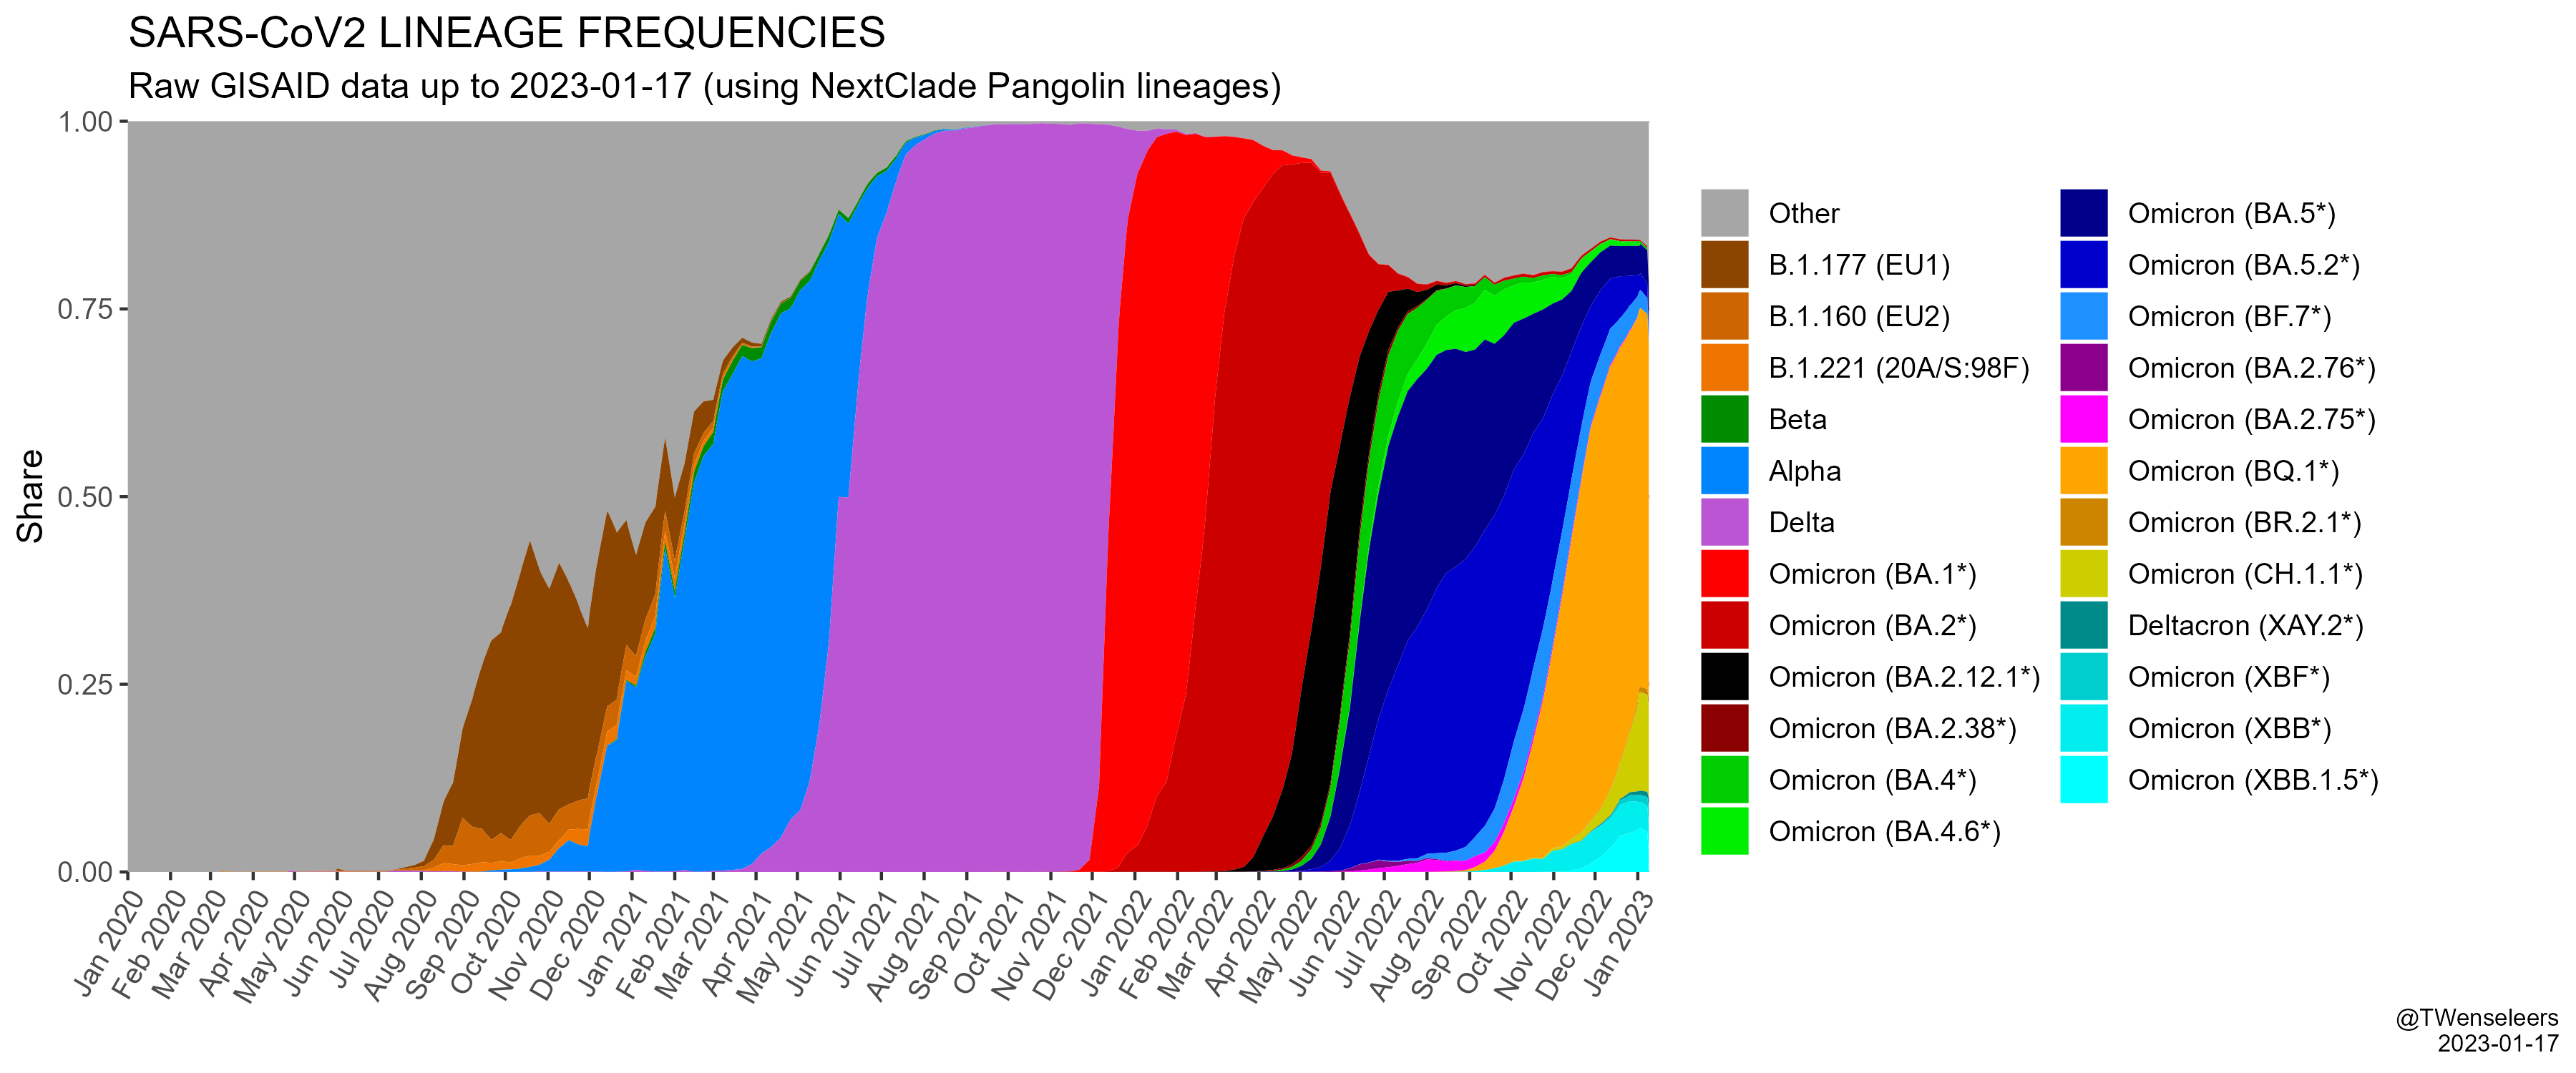 SARS-CoV2 LINEAGE FREQUENCIES
Raw GISAID data up to 2023-01-17 (using NextClade Pangolin lineages)
Share
1.00
0.75
0.50
0.25
0.00
Jan 2020
Feb 2020
Mar 2020
Apr 2020
May 2020
Jun 2020
Jul 2020
Aug 2020
Sep 2020
Oct 2020
Nov 2020
Dec 2020
Jan 2021
Feb 2021
Mar 2021
Apr 2021
May 2021
Jun 2021
Jul 2021
Aug 2021
Sep 2021
Oct 2021
Nov 2021
Dec 2021
Jan 2022
Feb 2022
Mar 2022
Apr 2022
May 2022
Jun 2022
Jul 2022
Aug 2022
Sep 2022
Oct 2022
Nov 2022
Dec 2022
Jan 2023
Other
B.1.177 (EU1)
B.1.160 (EU2)
B.1.221 (20A/S:98F)
Beta
Alpha
Delta
Omicron (BA.1*)
Omicron (BA.2*)
Omicron (BA.2.12.1*)
Omicron (BA.2.38*)
Omicron (BA.4*)
Omicron (BA.4.6*)
Omicron (BA.5*)
Omicron (BA.5.2*)
Omicron (BF.7*)
Omicron (BA.2.76*)
Omicron (BA.2.75*)
Omicron (BQ.1*)
Omicron (BR.2.1*)
Omicron (CH.1.1*)
Deltacron (XAY.2*)
Omicron (XBF*)
Omicron (XBB*)
Omicron (XBB.1.5*)
@TWenseleers
2023-01-17